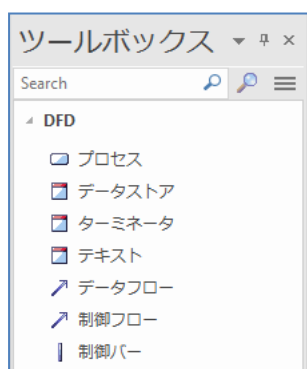 ツールボックス
Search
DFD
プロセス
データストア
ターミネータ
テキスト
データフロー
制御フロー
制御バー